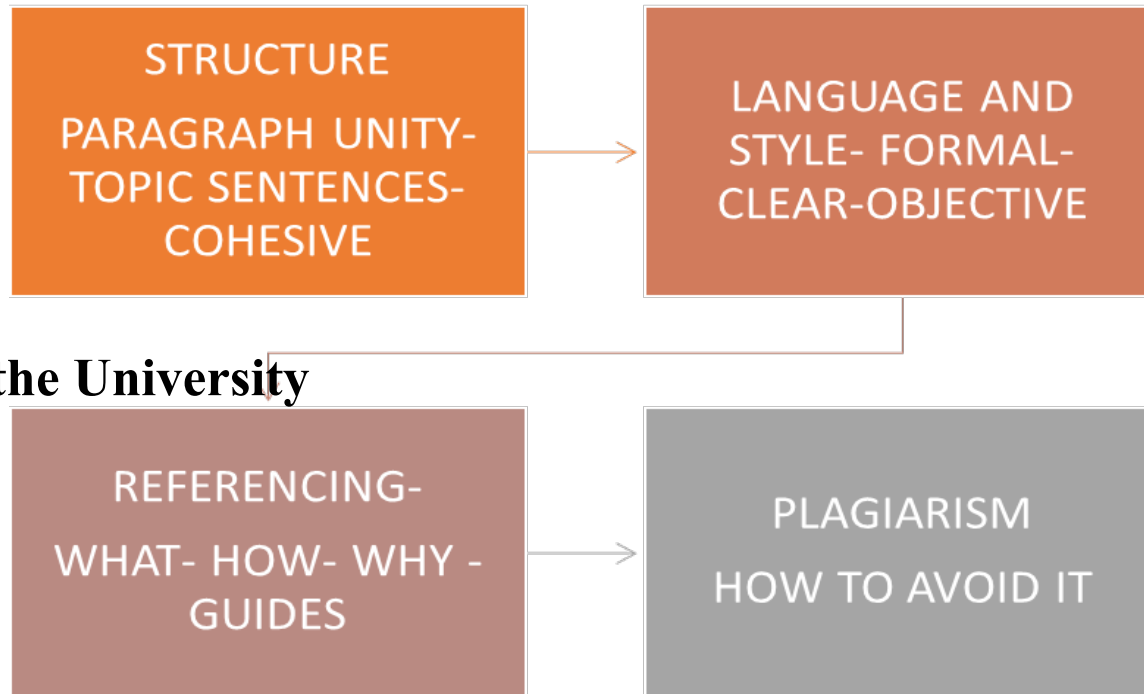 STRUCTURE
PARAGRAPH UNITY-
TOPIC SENTENCES-
COHESIVE
LANGUAGE AND
STYLE- FORMAL-
CLEAR-OBJECTIVE
the University
REFERENCING-
WHAT- HOW- WHY -
GUIDES
PLAGIARISM
HOW TO AVOID IT